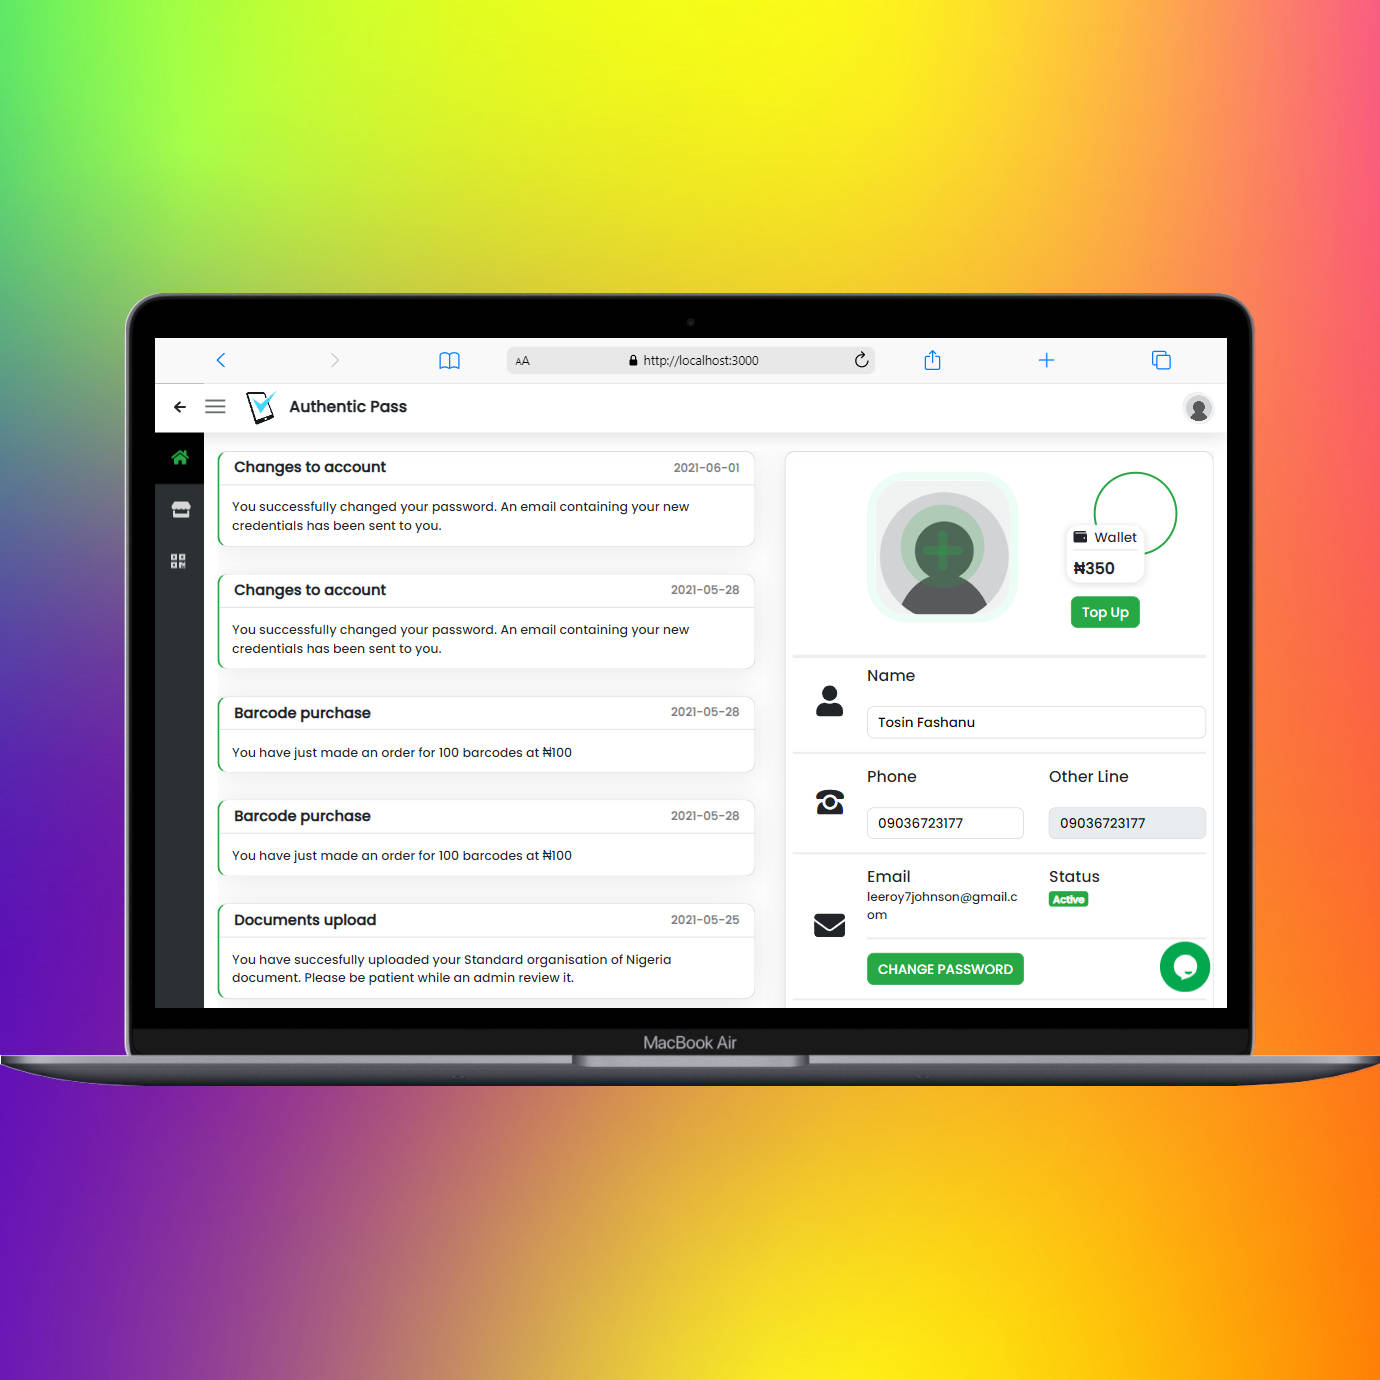 AA
http://localhost:3000
Authentic Pass
Changes to account
2021-06-01
You successfully changed your password. An email containing your new
credentials has been sent to you.
Changes to account
2021-05-28
You successfully changed your password. An email containing your new
credentials has been sent to you.
Barcode purchase
2021-05-28
You have just made an order for 100 barcodes at ₦100
Barcode purchase
2021-05-28
You have just made an order for 100 barcodes at ₦100
Documents upload
2021-05-25
You have succesfully uploaded your Standard organisation of Nigeria
document. Please be patient while an admin review it.
Wallet
₦350
Top Up
Name
Tosin Fashanu
Phone
Other Line
09036723177
09036723177
Email
Status
leeroy7johnson@gmail.c
om
Active
CHANGE PASSWORD
MacBook Air